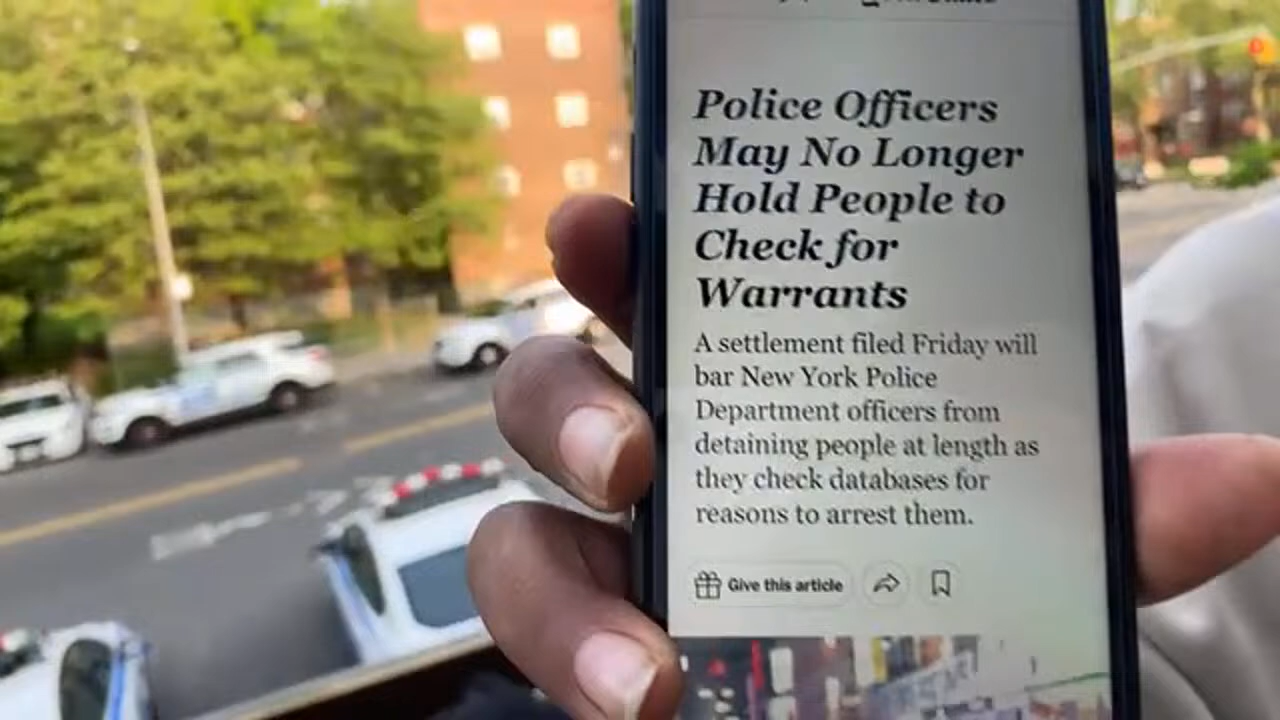 Police Officers
May No Longer
Hold People to
Check for
Warrants
A settlement filed Friday will
bar New York Police
Department officers from
detaining people at length as
they check databases for
reasons to arrest them.
Give this article